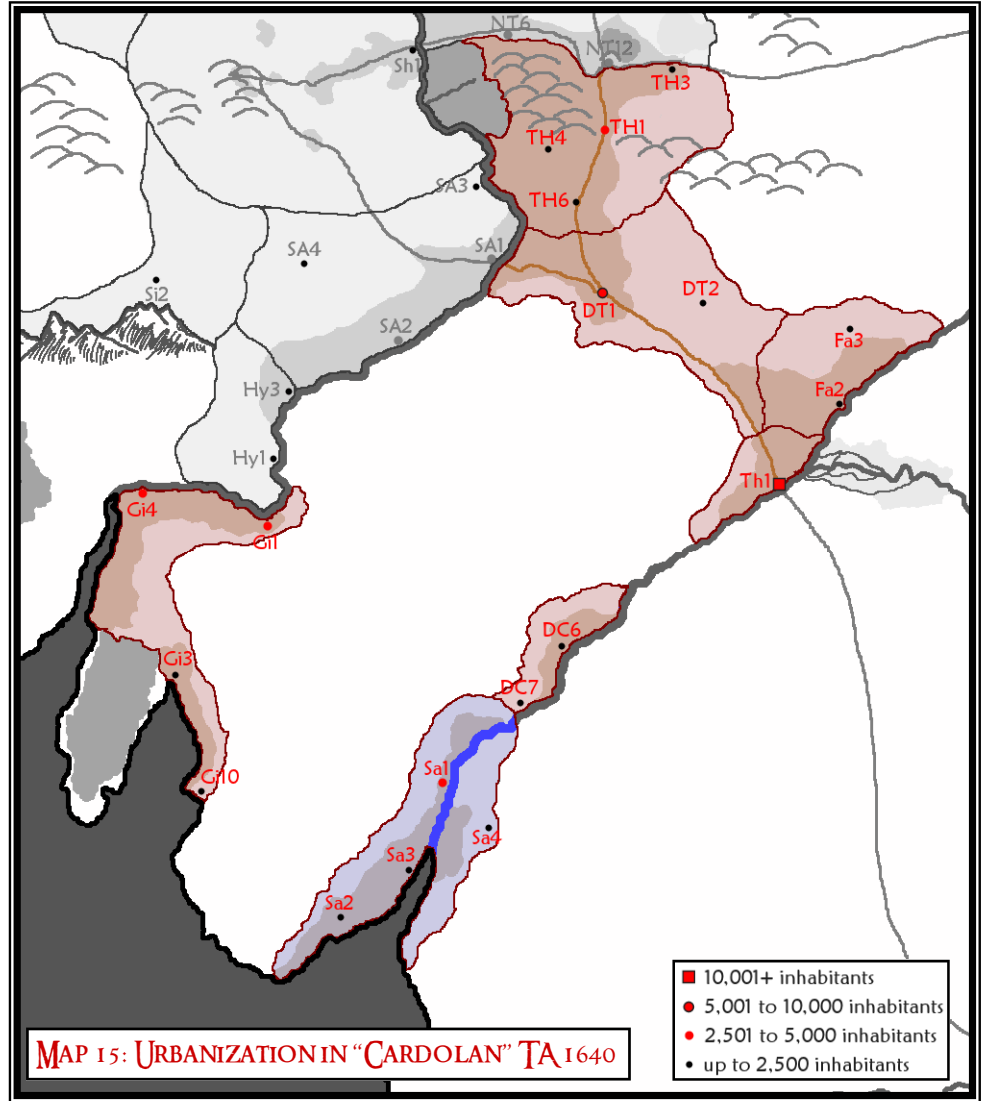 NT6
NT12
Sh1
TH3
TH1
TH4
SA3
TH6
SA4
SA1
Si2
DT2
DT1
SA2
Fa3
Hy3
Fa2
Hy1
Th1
Gi4
Gi1
DC6
Gi3
DC7
Sa1
Gi10
Sa4
Sa3
Sa2
10,001+ inhabitants
5,001 to 10,000 inhabitants
2,501 to 5,000 inhabitants
up to 2,500 inhabitants
Map 15: Urbanization in “Cardolan” TA 1640